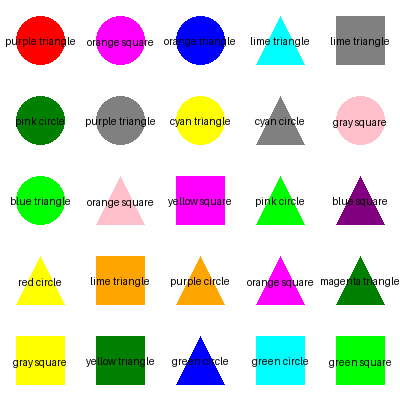 purple triangle orange square orange triangle lime triangle lime triangle
pink circle purple triangle cyan triangle cyan circle gray square
blue triangle orange square yellow square pink circle blue square
red circle lime triangle purple circle orange square magenta triangle
gray square yellow triangle green circle green circle green square